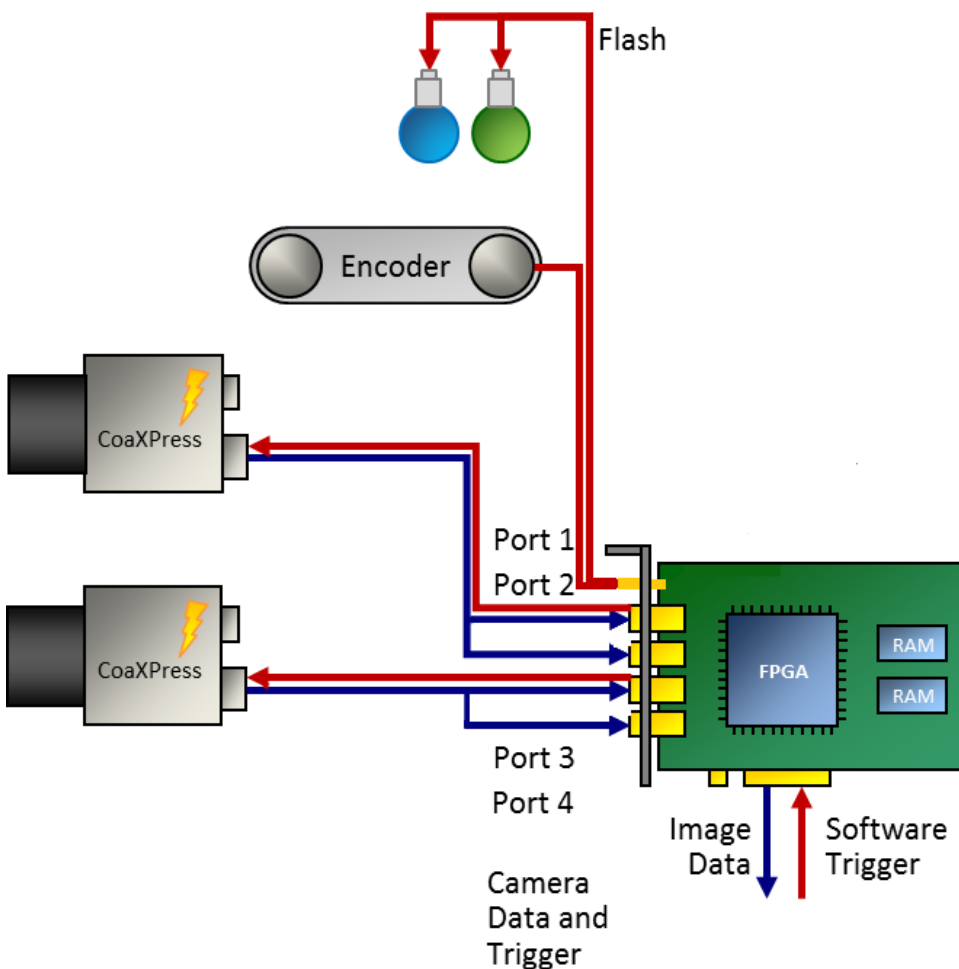 Flash
Encoder
CoaXPress
Port 1
Port 2
CoaXPress
FPGA
RAM
RAM
Port 3
Port 4
Image
Data
Software
Trigger
Camera
Data and
Trigger